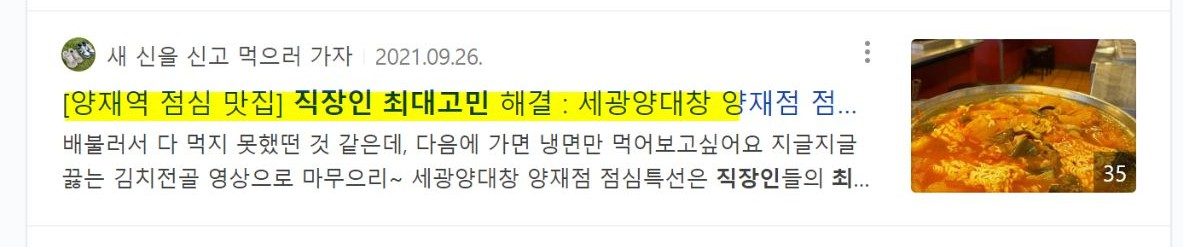 새 신을 신고 먹으러 가자 2021.09.26.
[양재역 점심 맛집] 직장인 최대고민 해결 : 세광양대창 양재점 점...
배불러서 다 먹지 못했떤 것 같은데, 다음에 가면 냉면만 먹어보고싶어요 지글지글
끓는 김치전골 영상으로 마무으리~ 세광양대창 양재점 점심특선은 직장인들의 최...
35